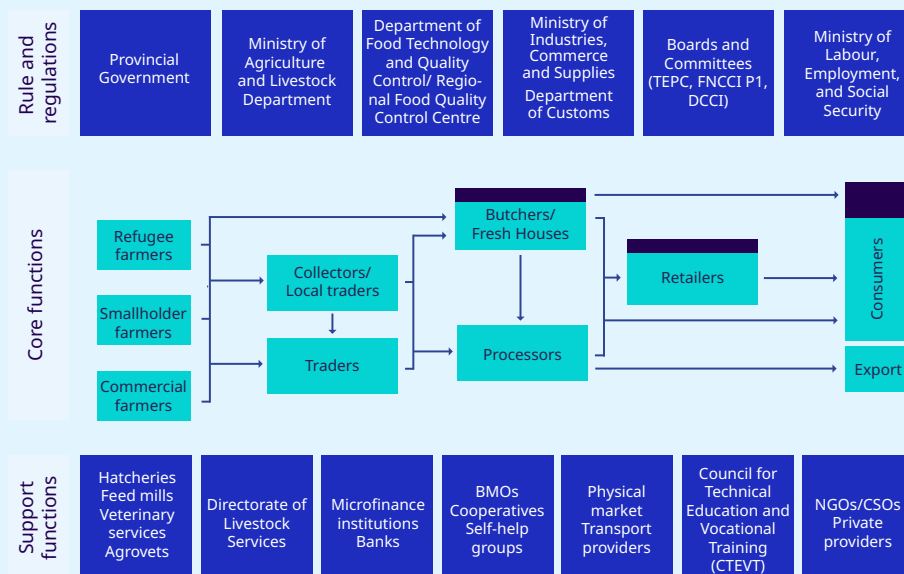 Rule and
regulations
Provincial
Government
Ministry of
Agriculture
and Livestock
Department
Department of
Food Technology
and Quality
Control/ Regio-
nal Food Quality
Control Centre
Ministry of
Industries,
Commerce
and Supplies
Department
of Customs
Boards and
Committees
(TEPC, FNCCI P1,
DCCI)
Ministry of
Labour,
Employment,
and Social
Security
Core functions
Refugee
farmers
Smallholder
farmers
Commercial
farmers
Collectors/
Local traders
Traders
Butchers/
Fresh Houses
Processors
Retailers
Consumers
Export
Support
functions
Hatcheries
Feed mills
Veterinary
services
Agrovets
Directorate of
Livestock
Services
Microfinance
institutions
Banks
BMOs
Cooperatives
Self-help
groups
Physical
market
Transport
providers
Council for
Technical
Education and
Vocational
Training
(CTEVT)
NGOs/CSOs
Private
providers